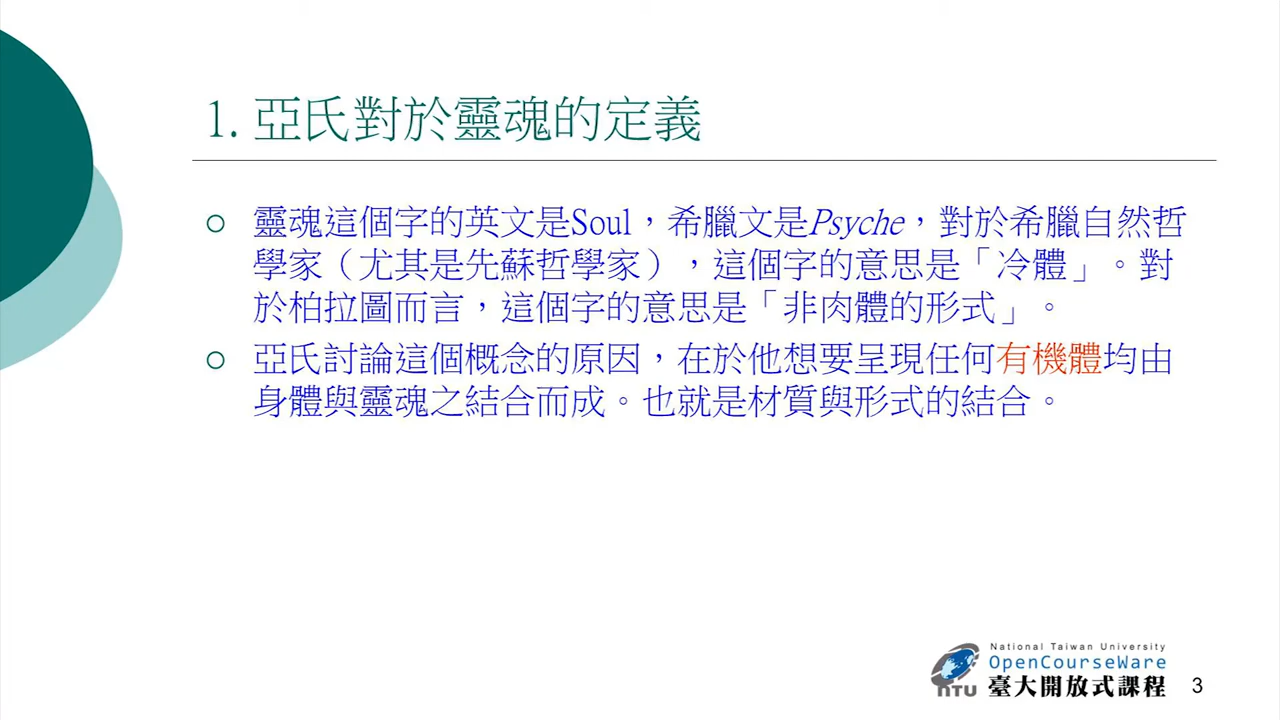 1. 亞氏對於靈魂的定義
靈魂這個字的英文是Soul，希臘文是Psyche，對於希臘自然哲
學家（尤其是先蘇哲學家），這個字的意思是「冷體」。對
於柏拉圖而言，這個字的意思是「非肉體的形式」。
亞氏討論這個概念的原因，在於他想要呈現任何有機體均由
身體與靈魂之結合而成。也就是材質與形式的結合。
National Taiwan University
OpenCourseWare
臺大開放式課程
NTU
3